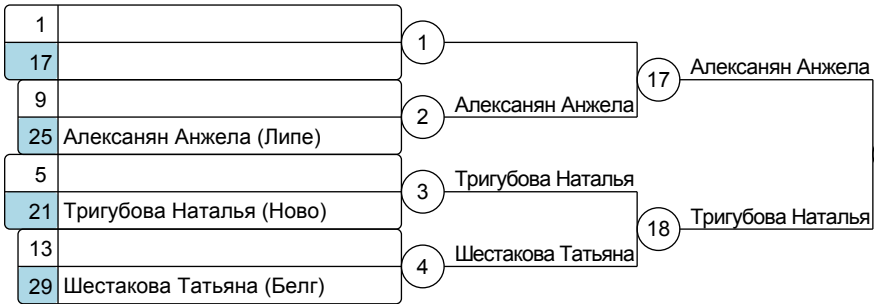 1
17
1
9
25 Алексанян Анжела (Липе)
2
Алексанян Анжела
17
Алексанян Анжела
5
21 Тригубова Наталья (Ново)
3
Тригубова Наталья
13
29 Шестакова Татьяна (Белг)
4
Шестакова Татьяна
18
Тригубова Наталья